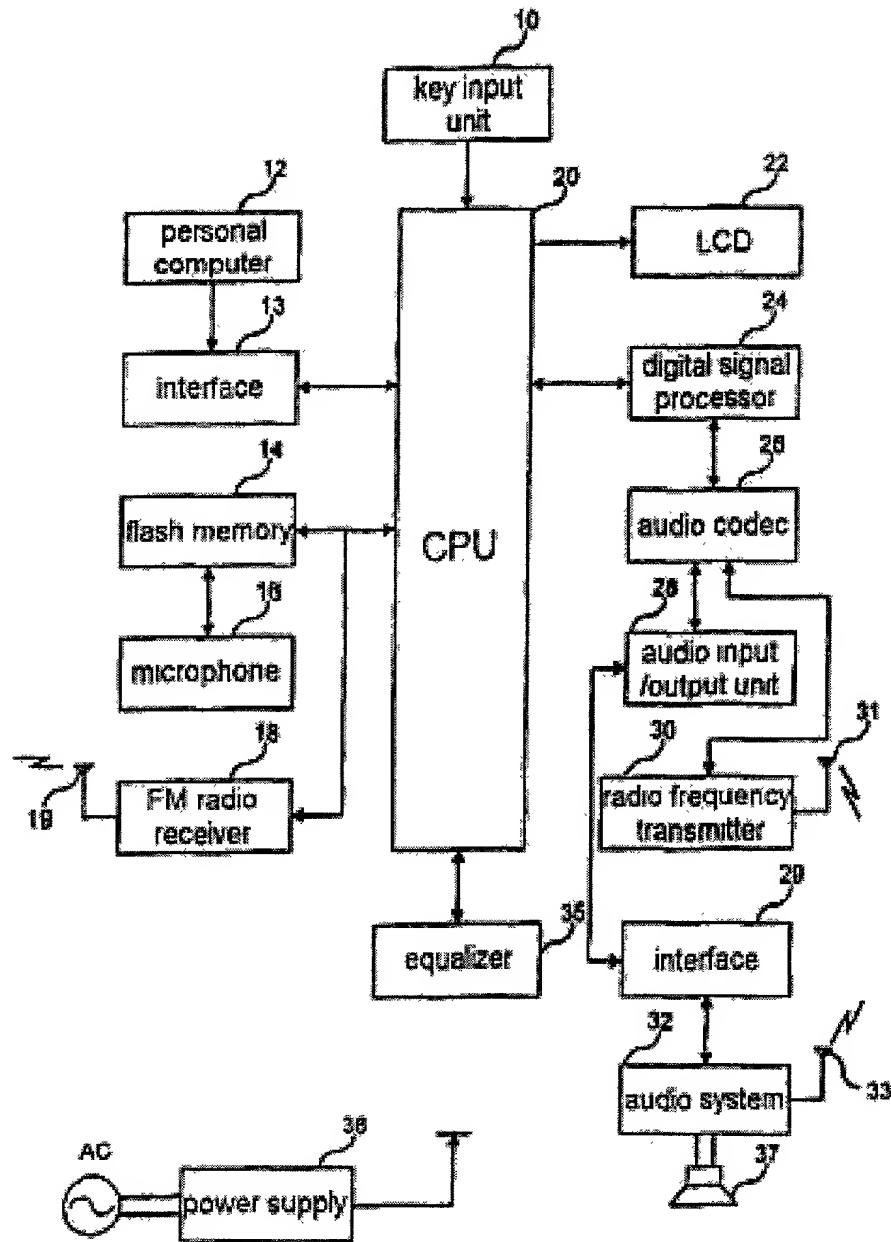 10
key input
unit
12
personal
computer
20
22
LCD
13
interface
24
digital signal
processor
14
flash memory
26
audio codec
CPU
16
microphone
28
audio input
/output unit
18
FM radio
receiver
19
30
radio frequency
transmitter
31
35
equalizer
29
interface
32
audio system
33
37
AC
36
power supply